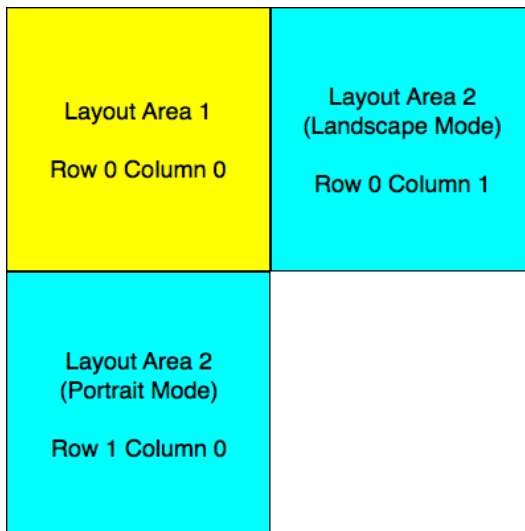 Layout Area 1
Row 0 Column 0
Layout Area 2
(Landscape Mode)
Row 0 Column 1
Layout Area 2
(Portrait Mode)
Row 1 Column 0